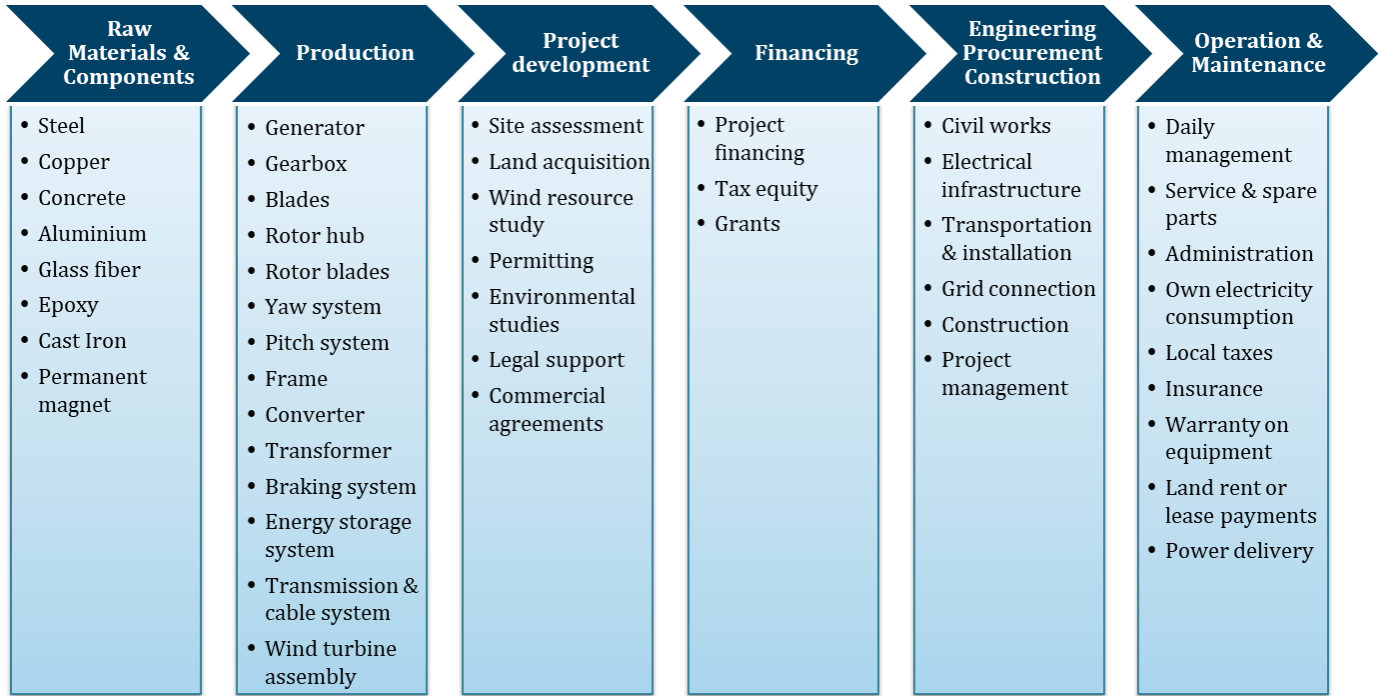 Raw
Materials &
Components
• Steel
• Copper
• Concrete
• Aluminium
• Glass fiber
• Epoxy
• Cast Iron
• Permanent
magnet
Production
• Generator
• Gearbox
• Blades
• Rotor hub
• Rotor blades
• Yaw system
• Pitch system
• Frame
• Converter
• Transformer
• Braking system
• Energy storage
system
• Transmission &
cable system
• Wind turbine
assembly
Project
development
• Site assessment
• Land acquisition
• Wind resource
study
• Permitting
• Environmental
studies
• Legal support
• Commercial
agreements
Financing
• Project
financing
• Tax equity
• Grants
Engineering
Procurement
Construction
• Civil works
• Electrical
infrastructure
• Transportation
& installation
• Grid connection
• Construction
• Project
management
Operation &
Maintenance
• Daily
management
• Service & spare
parts
• Administration
• Own electricity
consumption
• Local taxes
• Insurance
• Warranty on
equipment
• Land rent or
lease payments
• Power delivery